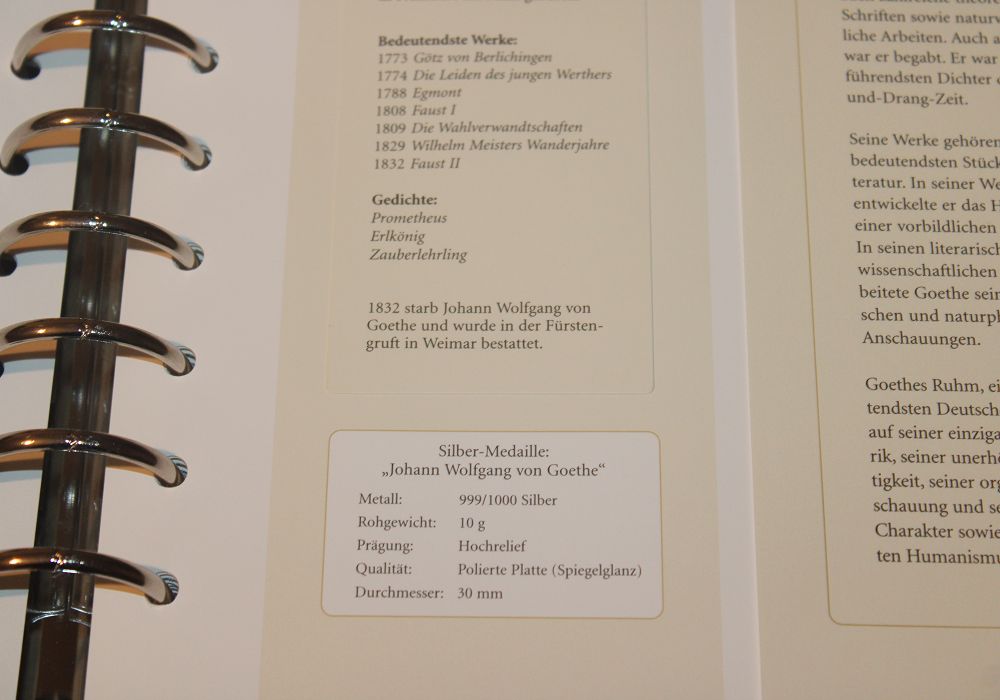 Bedeutendste Werke:
1773 Götz von Berlichingen
1774 Die Leiden des jungen Werthers
1788 Egmont
1808 Faust I
1809 Die Wahlverwandtschaften
1829 Wilhelm Meisters Wanderjahre
1832 Faust II
Gedichte:
Prometheus
Erlkönig
Zauberlehrling
1832 starb Johann Wolfgang von
Goethe und wurde in der Fürsten-
gruft in Weimar bestattet.
Silber-Medaille:
„Johann Wolfgang von Goethe“
Metall: 999/1000 Silber
Rohgewicht: 10 g
Prägung: Hochrelief
Qualität: Polierte Platte (Spiegelglanz)
Durchmesser: 30 mm
Schriften sowie naturw
liche Arbeiten. Auch a
war er begabt. Er war
führendsten Dichter
und-Drang-Zeit.
Seine Werke gehören
bedeutendsten Stück
teratur. In seiner We
entwickelte er das H
einer vorbildlichen
In seinen literarisch
wissenschaftlichen
beitete Goethe sein
schen und naturph
Anschauungen.
Goethes Ruhm, ei
tendsten Deutsch
auf seiner einziga
rik, seiner unerhö
tigkeit, seiner org
schauung und se
Charakter sowie
ten Humanismu